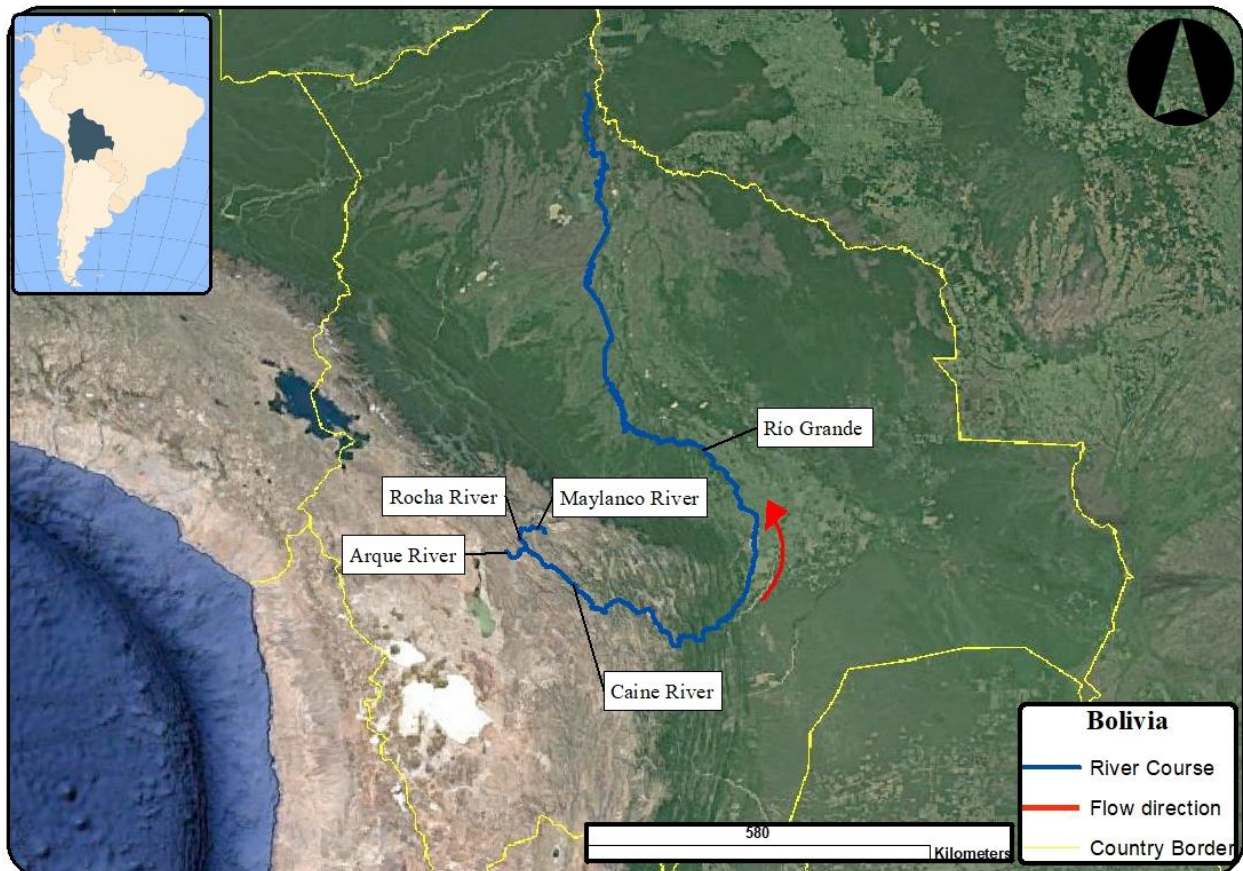 Río Grande
Rocha River
Maylanco River
Arque River
Caine River
Bolivia
River Course
Flow direction
Country Border
580
Kilometers